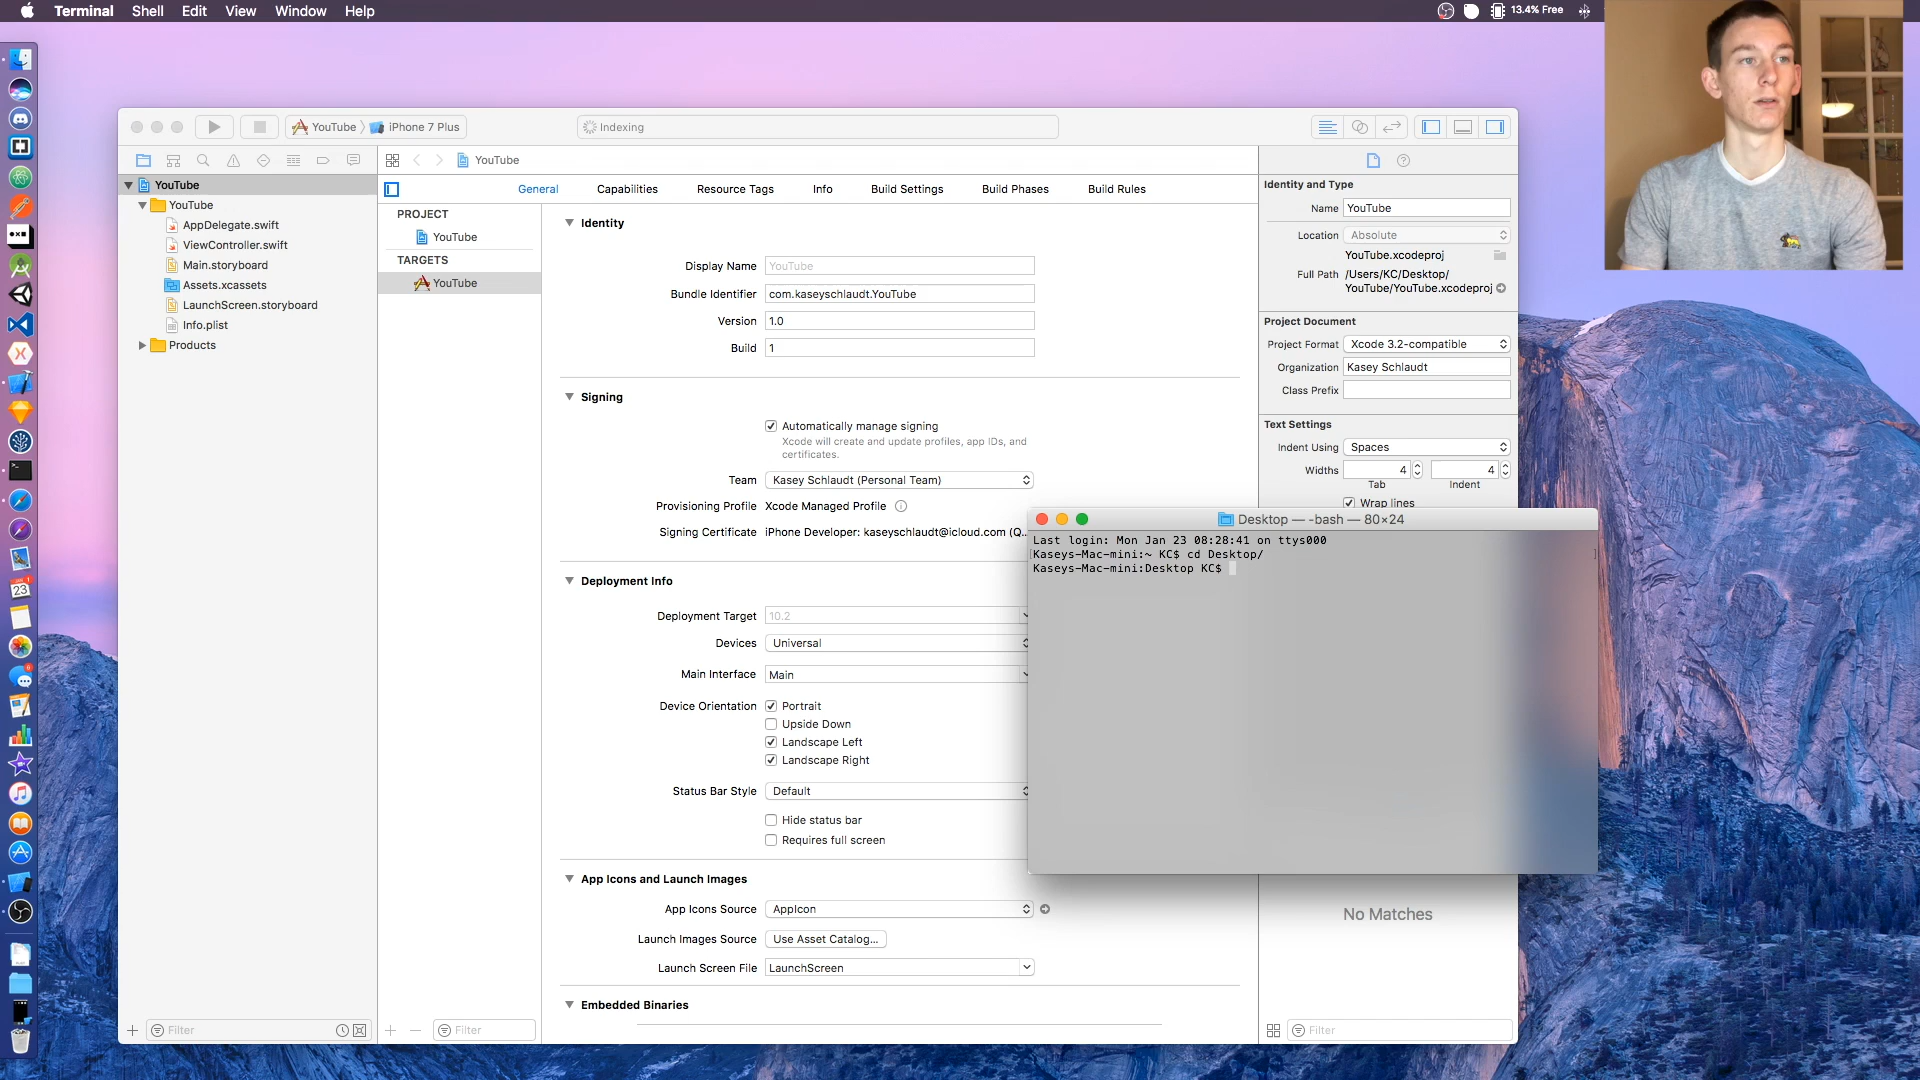 Terminal Shell Edit View Window Help
13.4% Free
YouTube iPhone 7 Plus
Indexing
YouTube
YouTube
YouTube
AppDelegate.swift
ViewController.swift
Main.storyboard
Assets.xcassets
LaunchScreen.storyboard
Info.plist
Products
Filter
General Capabilities Resource Tags Info Build Settings Build Phases Build Rules
PROJECT
YouTube
TARGETS
YouTube
Filter
Identity
Display Name YouTube
Bundle Identifier com.kaseyschlaudt.YouTube
Version 1.0
Build 1
Signing
Automatically manage signing
Xcode will create and update profiles, app IDs, and
certificates.
Team Kasey Schlaudt (Personal Team)
Provisioning Profile Xcode Managed Profile
Signing Certificate iPhone Developer: kaseyschlaudt@icloud.com (Q...
Deployment Info
Deployment Target 10.2
Devices Universal
Main Interface Main
Device Orientation Portrait
Upside Down
Landscape Left
Landscape Right
Status Bar Style Default
Hide status bar
Requires full screen
App Icons and Launch Images
App Icons Source AppIcon
Launch Images Source Use Asset Catalog...
Launch Screen File LaunchScreen
Embedded Binaries
Identity and Type
Name YouTube
Location Absolute
YouTube.xcodeproj
Full Path /Users/KC/Desktop/
YouTube/YouTube.xcodeproj
Project Document
Project Format Xcode 3.2-compatible
Organization Kasey Schlaudt
Class Prefix
Text Settings
Indent Using Spaces
Widths 4 4
Tab Indent
Wrap lines
Desktop — -bash — 80×24
Last login: Mon Jan 23 08:28:41 on ttys000
Kaseys-Mac-mini:~ KC$ cd Desktop/
Kaseys-Mac-mini:Desktop KC$
No Matches
Filter
23